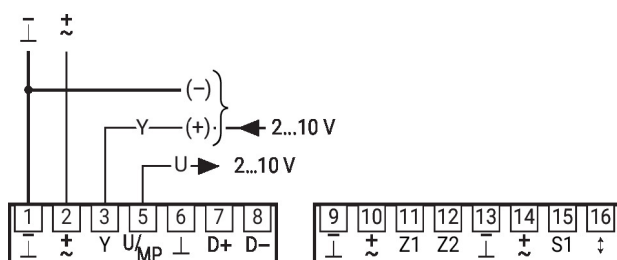 – +
⊥ ~
(–)
Y (+) 2...10 V
U 2...10 V
1 2 3 5 6 7 8 9 10 11 12 13 14 15 16
– + Y U/MP ⊥ D+ D– – + Z1 Z2 – + S1 ↕
⊥ ~ ⊥ ~ ⊥ ~